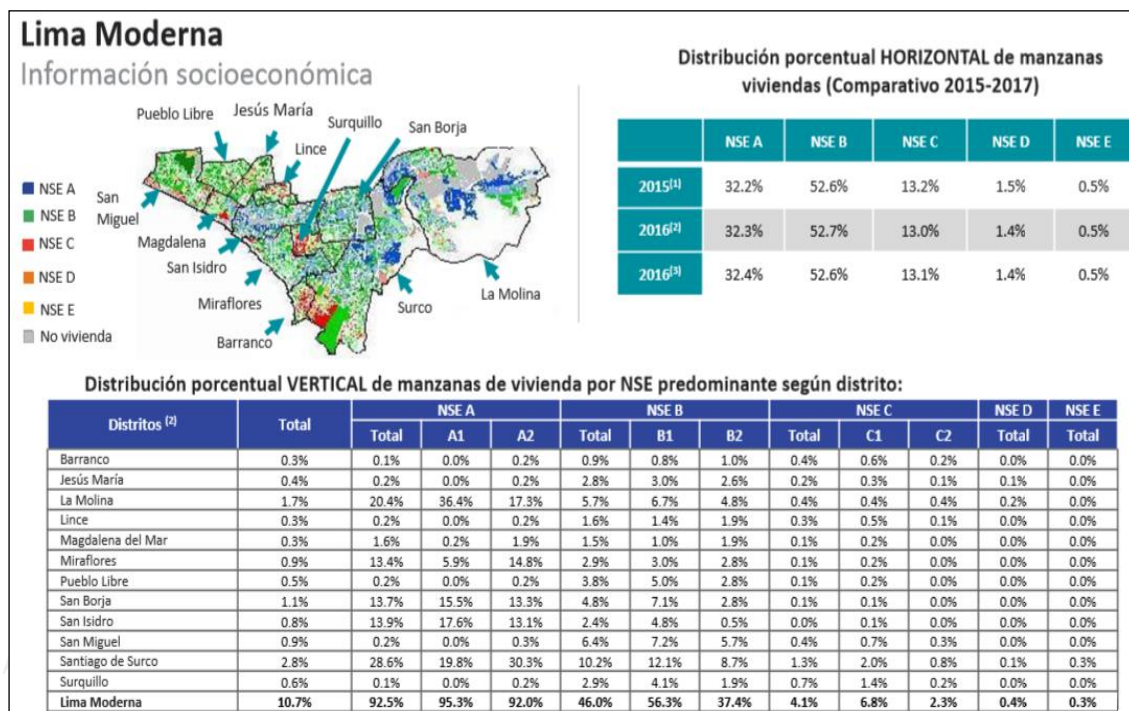 Lima Moderna
Información socioeconómica
Pueblo Libre
Jesús María
Surquillo
San Borja
Lince
San Miguel
Magdalena
San Isidro
Miraflores
Barranco
Surco
La Molina
NSE A
NSE B
NSE C
NSE D
NSE E
No vivienda
Distribución porcentual HORIZONTAL de manzanas
viviendas (Comparativo 2015-2017)
NSE A NSE B NSE C NSE D NSE E
2015(1) 32.2% 52.6% 13.2% 1.5% 0.5%
2016(2) 32.3% 52.7% 13.0% 1.4% 0.5%
2016(3) 32.4% 52.6% 13.1% 1.4% 0.5%
Distribución porcentual VERTICAL de manzanas de vivienda por NSE predominante según distrito:
Distritos (2) Total NSE A NSE B NSE C NSE D NSE E
Total A1 A2 Total B1 B2 Total C1 C2 Total Total
Barranco 0.3% 0.1% 0.0% 0.2% 0.9% 0.8% 1.0% 0.4% 0.6% 0.2% 0.0% 0.0%
Jesús María 0.4% 0.2% 0.0% 0.2% 2.8% 3.0% 2.6% 0.2% 0.3% 0.1% 0.1% 0.0%
La Molina 1.7% 20.4% 36.4% 17.3% 5.7% 6.7% 4.8% 0.4% 0.4% 0.4% 0.2% 0.0%
Lince 0.3% 0.2% 0.0% 0.2% 1.6% 1.4% 1.9% 0.3% 0.5% 0.1% 0.0% 0.0%
Magdalena del Mar 0.3% 1.6% 0.2% 1.9% 1.5% 1.0% 1.9% 0.1% 0.2% 0.0% 0.0% 0.0%
Miraflores 0.9% 13.4% 5.9% 14.8% 2.9% 3.0% 2.8% 0.1% 0.2% 0.0% 0.0% 0.0%
Pueblo Libre 0.5% 0.2% 0.0% 0.2% 3.8% 5.0% 2.8% 0.1% 0.2% 0.0% 0.0% 0.0%
San Borja 1.1% 13.7% 15.5% 13.3% 4.8% 7.1% 2.8% 0.1% 0.1% 0.0% 0.0% 0.0%
San Isidro 0.8% 13.9% 17.6% 13.1% 2.4% 4.8% 0.5% 0.0% 0.1% 0.0% 0.0% 0.0%
San Miguel 0.9% 0.2% 0.0% 0.3% 6.4% 7.2% 5.7% 0.4% 0.7% 0.3% 0.0% 0.0%
Santiago de Surco 2.8% 28.6% 19.8% 30.3% 10.2% 12.1% 8.7% 1.3% 2.0% 0.8% 0.1% 0.3%
Surquillo 0.6% 0.1% 0.0% 0.2% 2.9% 4.1% 1.9% 0.7% 1.4% 0.2% 0.0% 0.0%
Lima Moderna 10.7% 92.5% 95.3% 92.0% 46.0% 56.3% 37.4% 4.1% 6.8% 2.3% 0.4% 0.3%